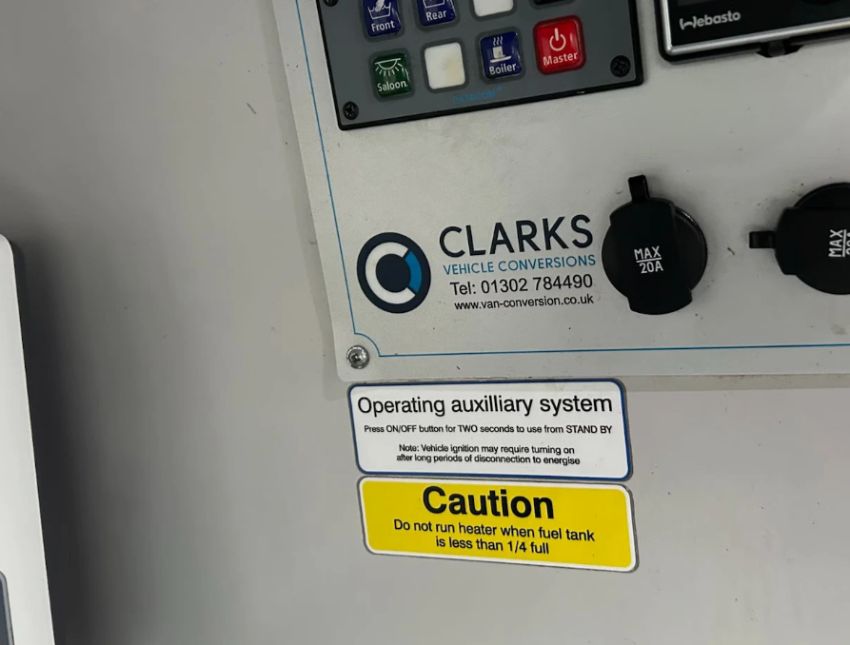 Front
Rear
Saloon
Boiler
Master
Webasto
CLARKS
VEHICLE CONVERSIONS
Tel: 01302 784490
www.van-conversion.co.uk
MAX
20A
MAX
20A
Operating auxilliary system
Press ON/OFF button for TWO seconds to use from STAND BY
Note: Vehicle ignition may require turning on
after long periods of disconnection to energise
Caution
Do not run heater when fuel tank
is less than 1/4 full